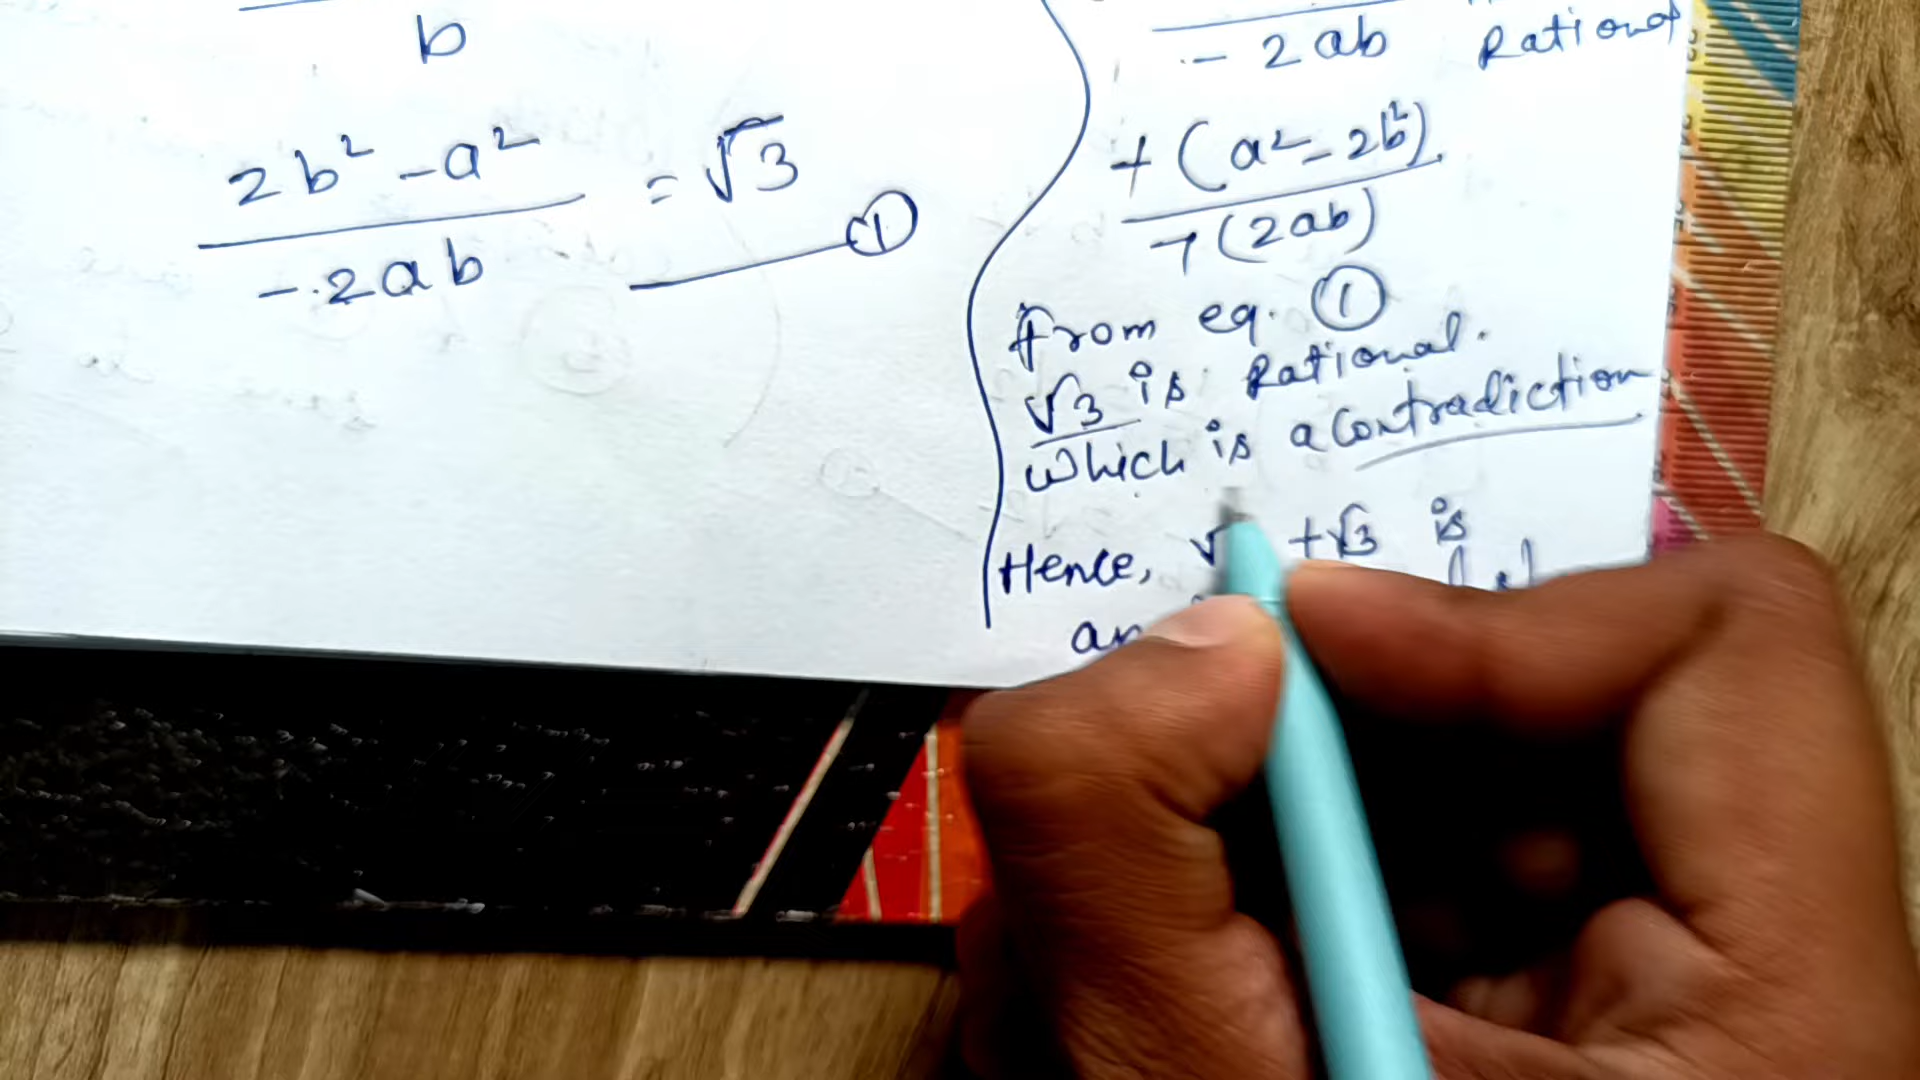 b
2b² - a²
= √3
- 2ab
①
- 2ab
Rational
+ (a² - 2b²)
- (2ab)
from eq. ①
√3 is Rational.
which is a contradiction
Hence, √ + √3 is